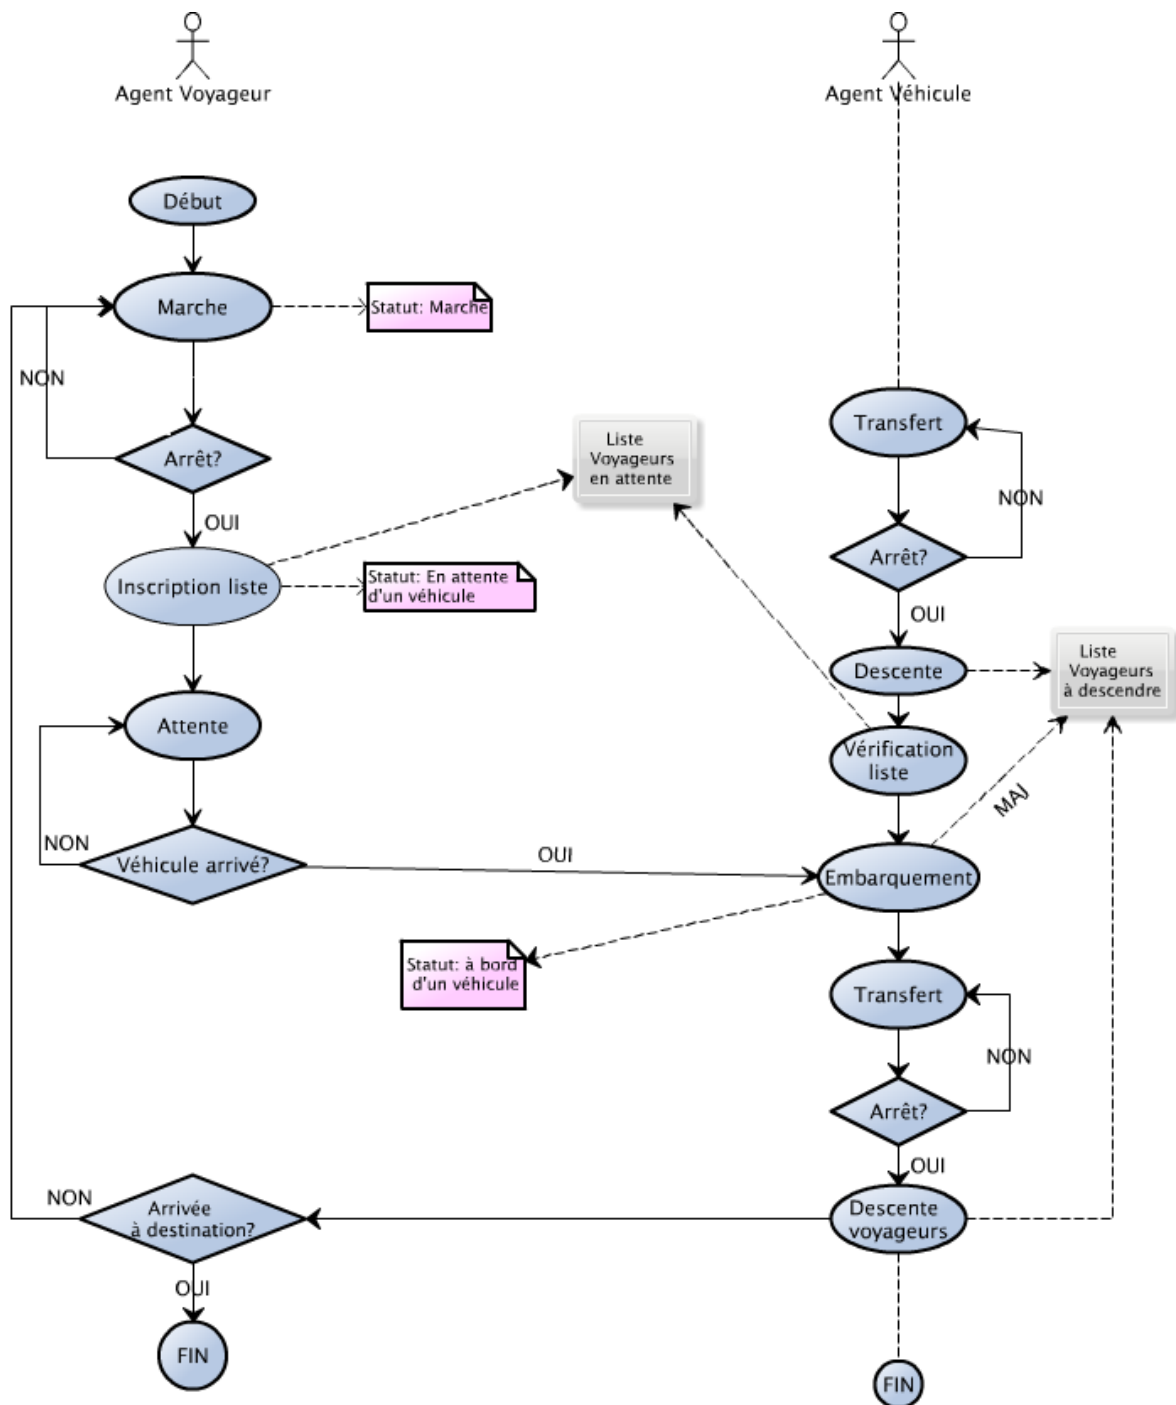 Agent Voyageur
Agent Véhicule
Début
Marche
Statut: Marche
NON
Arrêt?
OUI
Inscription liste
Statut: En attente
d'un véhicule
Liste
Voyageurs
en attente
Transfert
NON
Arrêt?
OUI
Descente
Liste
Voyageurs
à descendre
Vérification
liste
MAJ
Attente
NON
Véhicule arrivé?
OUI
Embarquement
Statut: à bord
d'un véhicule
Transfert
NON
Arrêt?
OUI
Descente
voyageurs
NON
Arrivée
à destination?
OUI
FIN
FIN